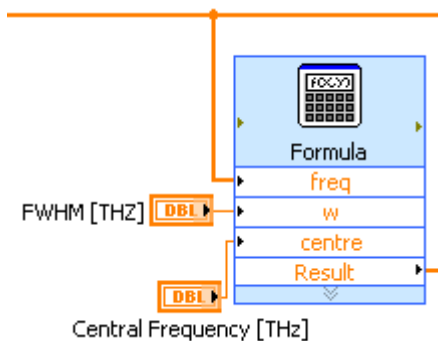 f(x,y)
Formula
freq
FWHM [THZ] DBL w
centre
DBL Result
Central Frequency [THz]